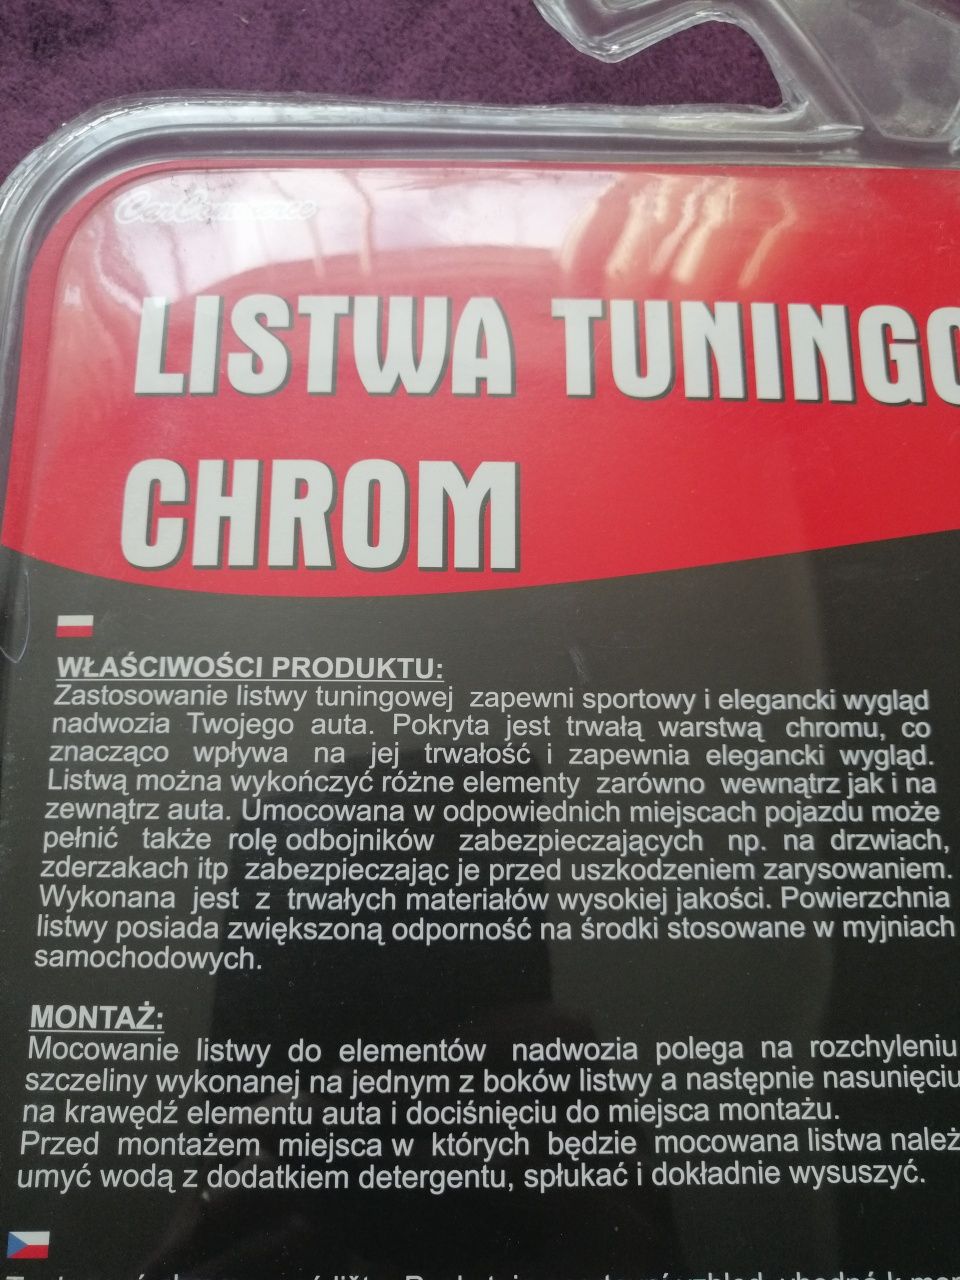 CarCommerce
LISTWA TUNINGO
CHROM
WŁAŚCIWOŚCI PRODUKTU:
Zastosowanie listwy tuningowej zapewni sportowy i elegancki wygląd
nadwozia Twojego auta. Pokryta jest trwałą warstwą chromu, co
znacząco wpływa na jej trwałość i zapewnia elegancki wygląd.
Listwą można wykończyć różne elementy zarówno wewnątrz jak i na
zewnątrz auta. Umocowana w odpowiednich miejscach pojazdu może
pełnić także rolę odbojników zabezpieczających np. na drzwiach,
zderzakach itp zabezpieczając je przed uszkodzeniem zarysowaniem.
Wykonana jest z trwałych materiałów wysokiej jakości. Powierzchnia
listwy posiada zwiększoną odporność na środki stosowane w myjniach
samochodowych.
MONTAŻ:
Mocowanie listwy do elementów nadwozia polega na rozchyleniu
szczeliny wykonanej na jednym z boków listwy a następnie nasunięciu
na krawędź elementu auta i dociśnięciu do miejsca montażu.
Przed montażem miejsca w których będzie mocowana listwa należ
umyć wodą z dodatkiem detergentu, spłukać i dokładnie wysuszyć.